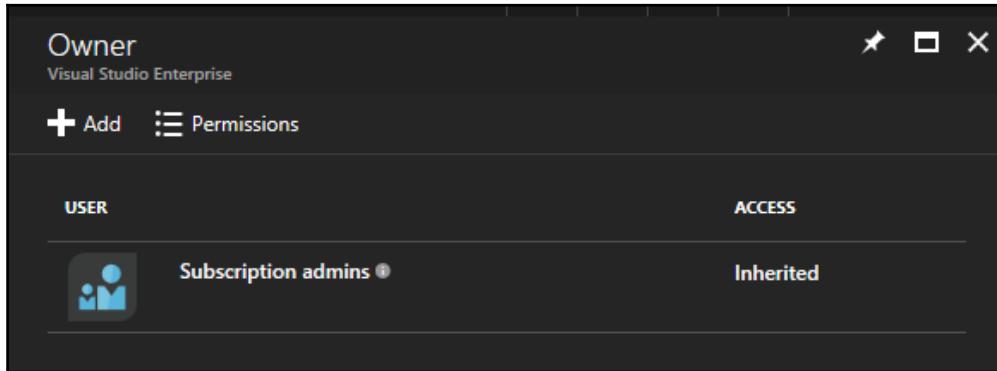 Owner
Visual Studio Enterprise
Add Permissions
USER ACCESS
Subscription admins Inherited